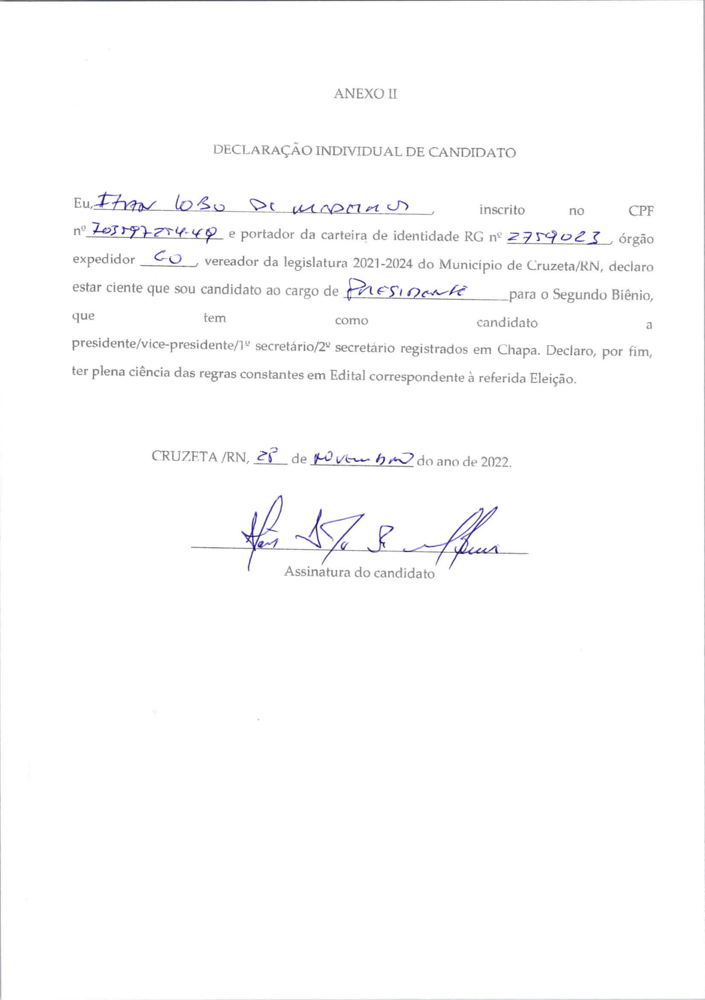 ANEXO II
DECLARAÇÃO INDIVIDUAL DE CANDIDATO
Eu, ITAN LOBO DE MEDEIROS, inscrito no CPF
nº 703597254-49 e portador da carteira de identidade RG nº 2759023, órgão
expedidor GO, vereador da legislatura 2021-2024 do Município de Cruzeta/RN, declaro
estar ciente que sou candidato ao cargo de PRESIDENTE para o Segundo Biênio,
que tem como candidato a
presidente/vice-presidente/1º secretário/2º secretário registrados em Chapa. Declaro, por fim,
ter plena ciência das regras constantes em Edital correspondente à referida Eleição.
CRUZETA /RN, 28 de NOVEMBRO do ano de 2022.
Assinatura do candidato